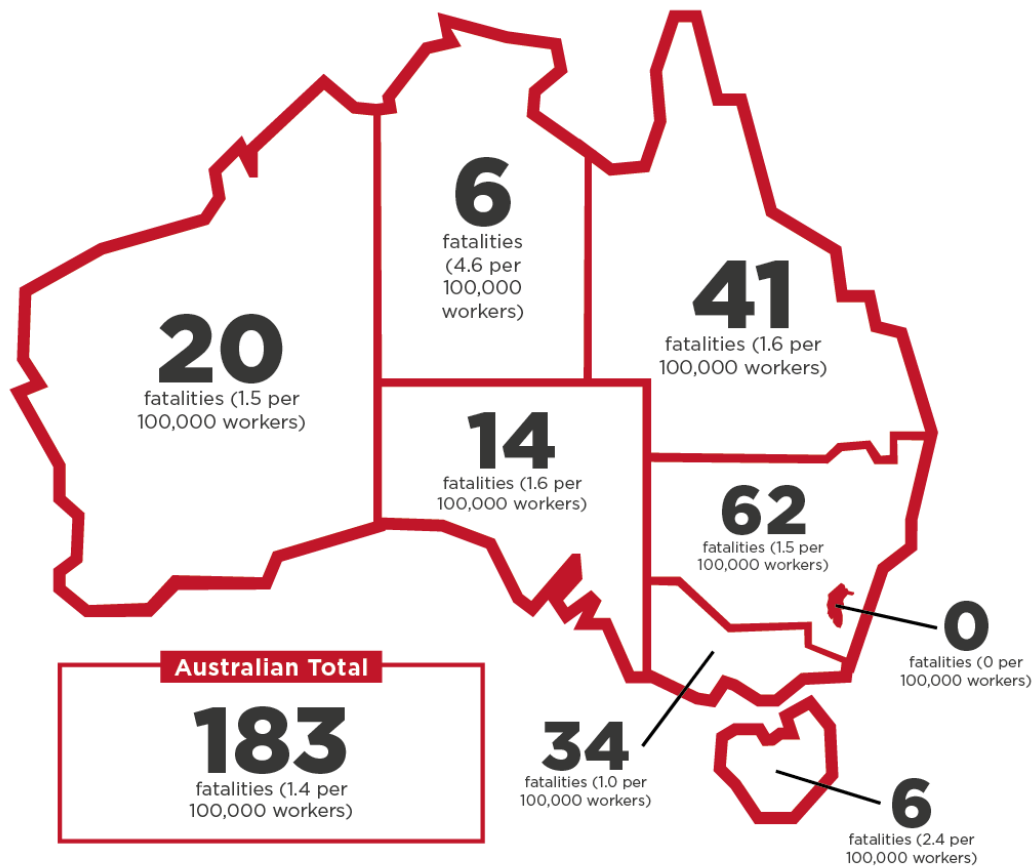 6
fatalities
(4.6 per
100,000
workers)
41
fatalities (1.6 per
100,000 workers)
20
fatalities (1.5 per
100,000 workers)
14
fatalities (1.6 per
100,000 workers)
62
fatalities (1.5 per
100,000 workers)
0
fatalities (0 per
100,000 workers)
Australian Total
183
fatalities (1.4 per
100,000 workers)
34
fatalities (1.0 per
100,000 workers)
6
fatalities (2.4 per
100,000 workers)